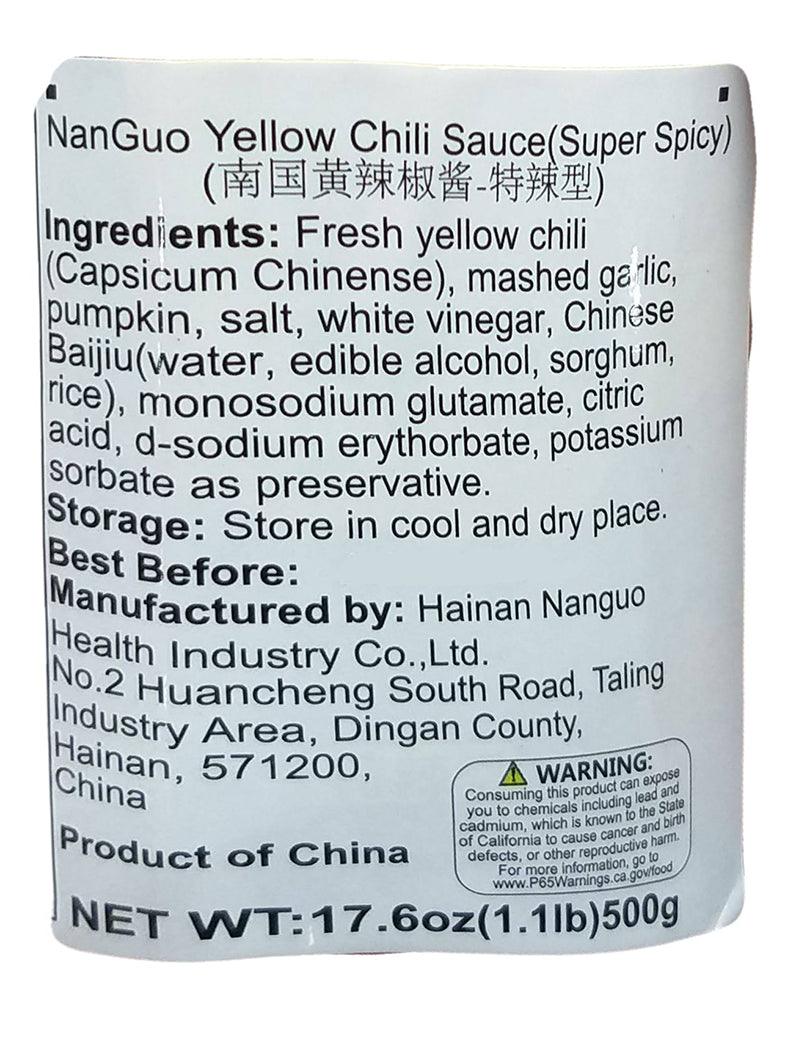 NanGuo Yellow Chili Sauce(Super Spicy)
(南国黄辣椒酱-特辣型)
Ingredients: Fresh yellow chili
(Capsicum Chinense), mashed garlic,
pumpkin, salt, white vinegar, Chinese
Baijiu(water, edible alcohol, sorghum,
rice), monosodium glutamate, citric
acid, d-sodium erythorbate, potassium
sorbate as preservative.
Storage: Store in cool and dry place.
Best Before:
Manufactured by: Hainan Nanguo
Health Industry Co.,Ltd.
No.2 Huancheng South Road, Taling
Industry Area, Dingan County,
Hainan, 571200,
China
Product of China
WARNING:
Consuming this product can expose
you to chemicals including lead and
cadmium, which is known to the State
of California to cause cancer and birth
defects, or other reproductive harm.
For more information, go to
www.P65Warnings.ca.gov/food
NET WT:17.6oz(1.1lb)500g